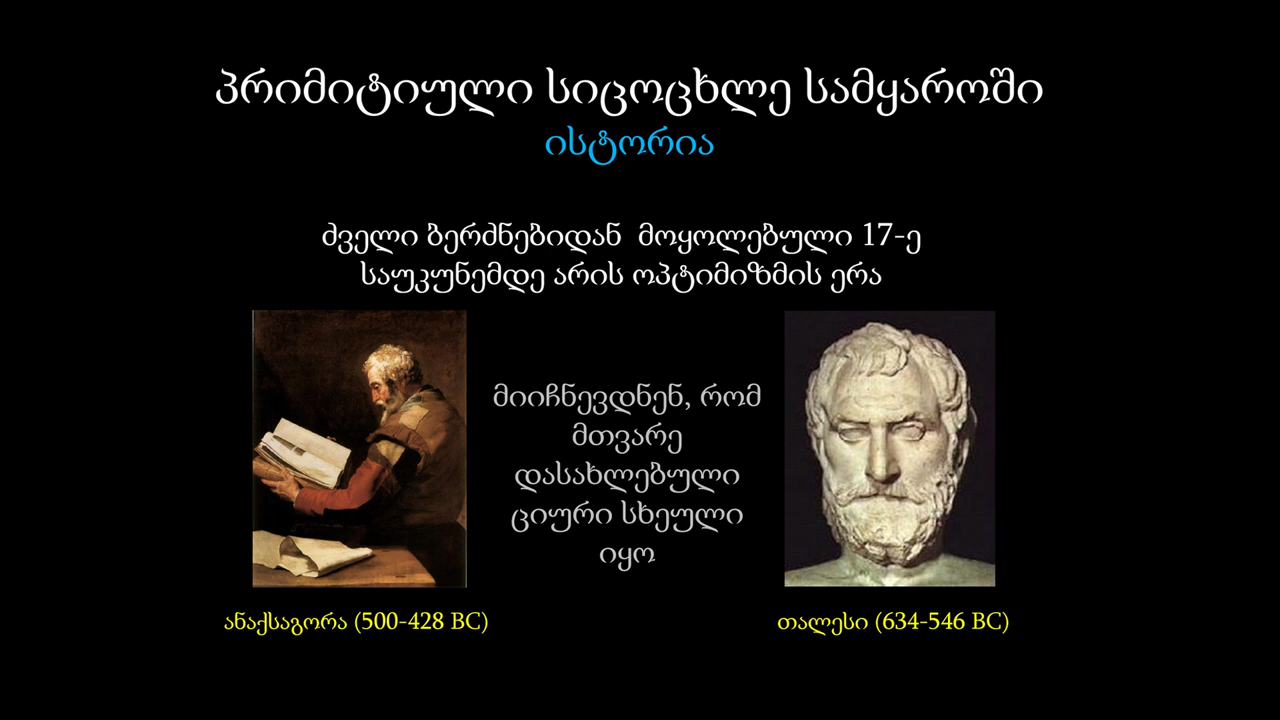 პრიმიტიული სიცოცხლე სამყაროში
ისტორია
ძველი ბერძნებიდან მოყოლებული 17-ე
საუკუნემდე არის ოპტიმიზმის ერა
მიიჩნევდნენ, რომ
მთვარე
დასახლებული
ციური სხეული
იყო
ანაქსაგორა (500-428 BC)
თალესი (634-546 BC)